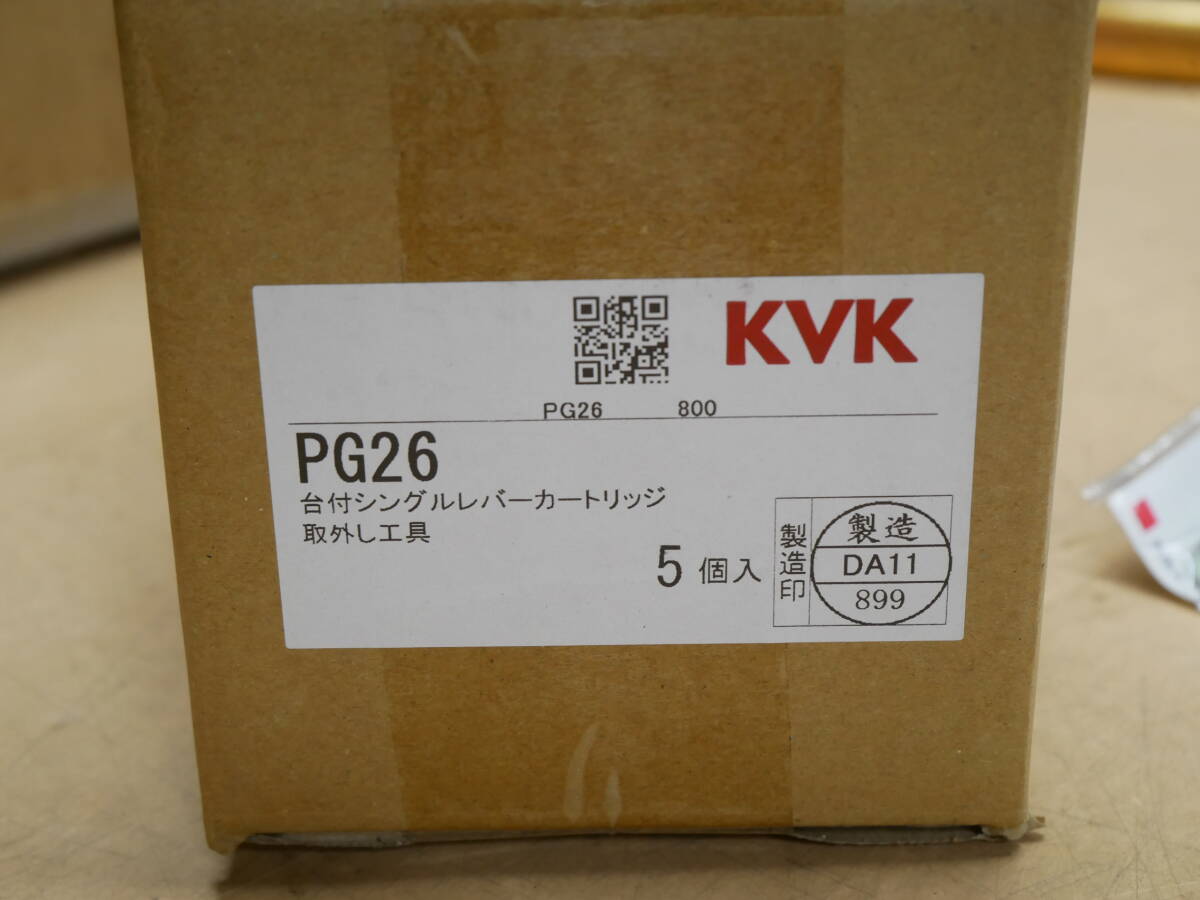 KVK
PG26 800
PG26
台付シングルレバーカートリッジ
取外し工具
5 個入
製造印
製造
DA11
899